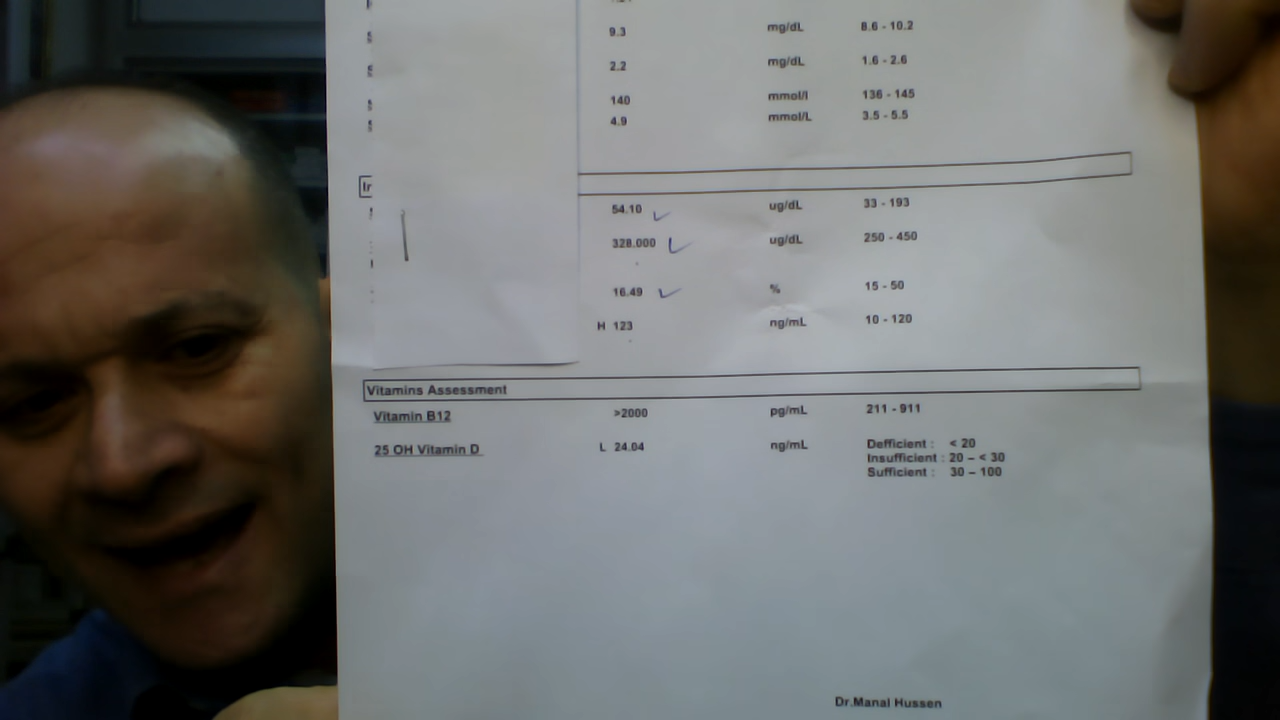 9.3 mg/dL 8.6 - 10.2
2.2 mg/dL 1.6 - 2.6
140 mmol/l 136 - 145
4.9 mmol/L 3.5 - 5.5
54.10 ug/dL 33 - 193
328.000 ug/dL 250 - 450
16.49 % 15 - 50
H 123 ng/mL 10 - 120
Vitamins Assessment
Vitamin B12 >2000 pg/mL 211 - 911
25 OH Vitamin D L 24.04 ng/mL Defficient : < 20
Insufficient : 20 – < 30
Sufficient : 30 – 100
Dr.Manal Hussen